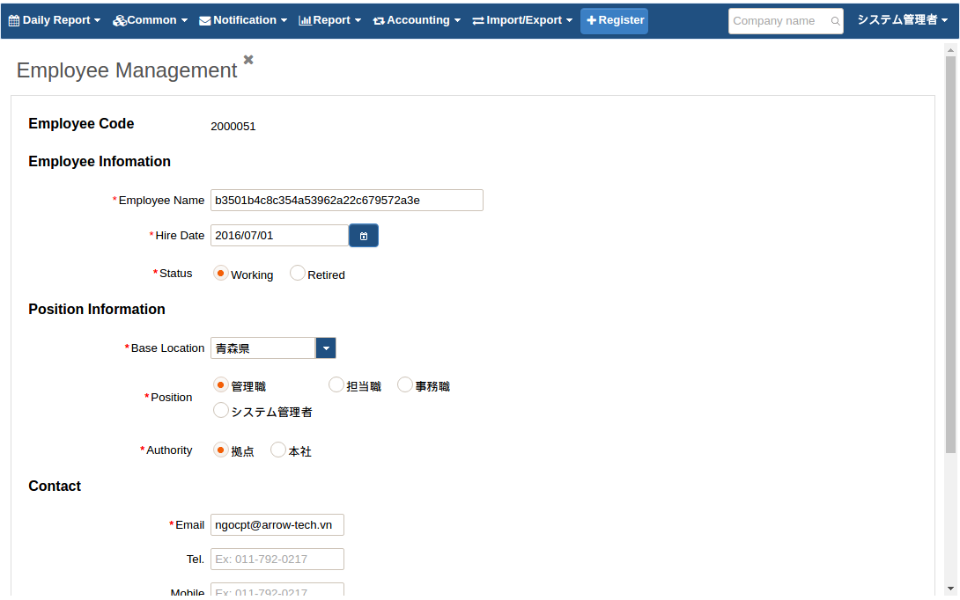 Daily Report Common Notification Report Accounting Import/Export Register Company name システム管理者
Employee Management
Employee Code 2000051
Employee Infomation
*Employee Name b3501b4c8c354a53962a22c679572a3e
*Hire Date 2016/07/01
*Status Working Retired
Position Information
*Base Location 青森県
*Position 管理職 担当職 事務職
システム管理者
*Authority 拠点 本社
Contact
*Email ngocpt@arrow-tech.vn
Tel. Ex: 011-792-0217
Mobile Ex: 011-792-0217